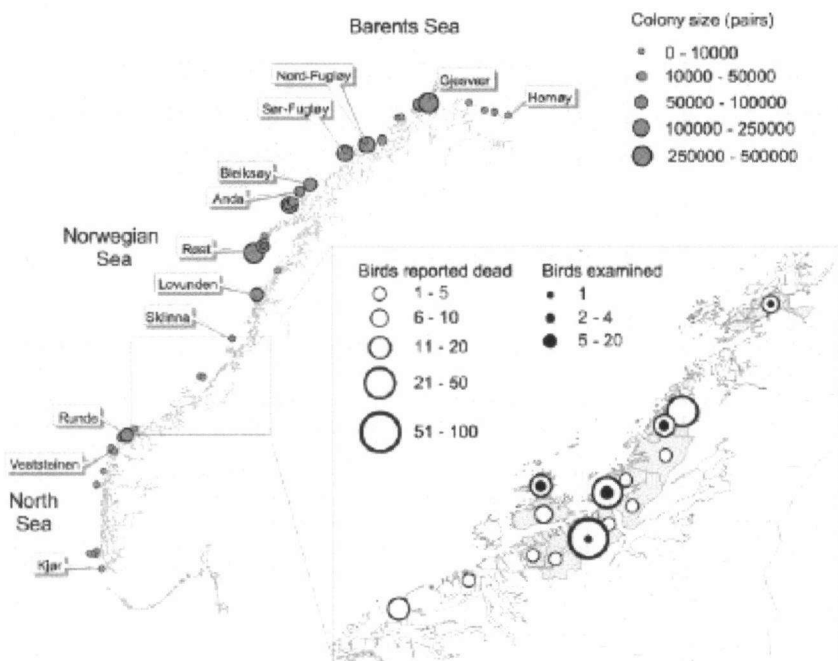 Barents Sea
Colony size (pairs)
0 - 10000
10000 - 50000
50000 - 100000
100000 - 250000
250000 - 500000
Nord-Fugløy
Gjesvær
Hornøy
Sør-Fugløy
Bleiksøy
Anda
Norwegian
Sea
Røst
Lovunden
Sklinna
Runde
Veststeinen
North
Sea
Kjør
Birds reported dead
1 - 5
6 - 10
11 - 20
21 - 50
51 - 100
Birds examined
1
2 - 4
5 - 20